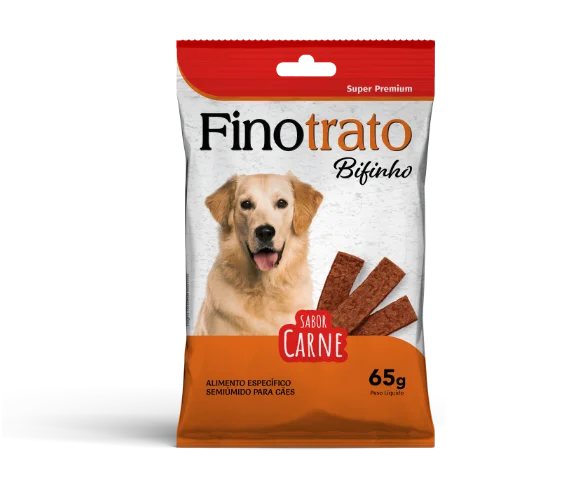 Super Premium
Finotrato
Bifinho
SABOR
CARNE
ALIMENTO ESPECÍFICO
SEMIÚMIDO PARA CÃES
65g
Peso Líquido